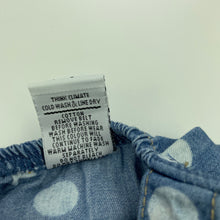 THINK CLIMATE
COLD WASH & LINE DRY
COTTON
REMOVE BELT
BEFORE WASHING
WASH BEFORE WEAR
THIS COLOUR WILL
CONTINUE TO FADE
WARM MACHINE WASH
SEPARATELY